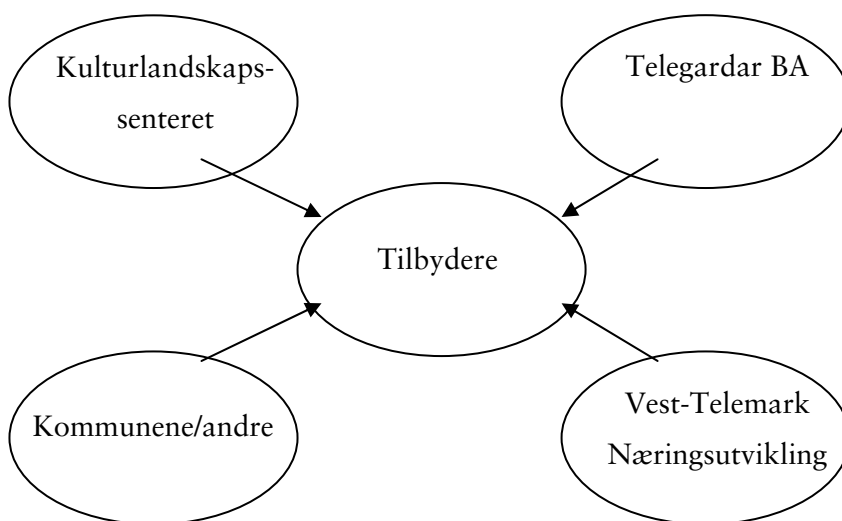 Kulturlandskaps-
senteret
Telegardar BA
Tilbydere
Kommunene/andre
Vest-Telemark
Næringsutvikling